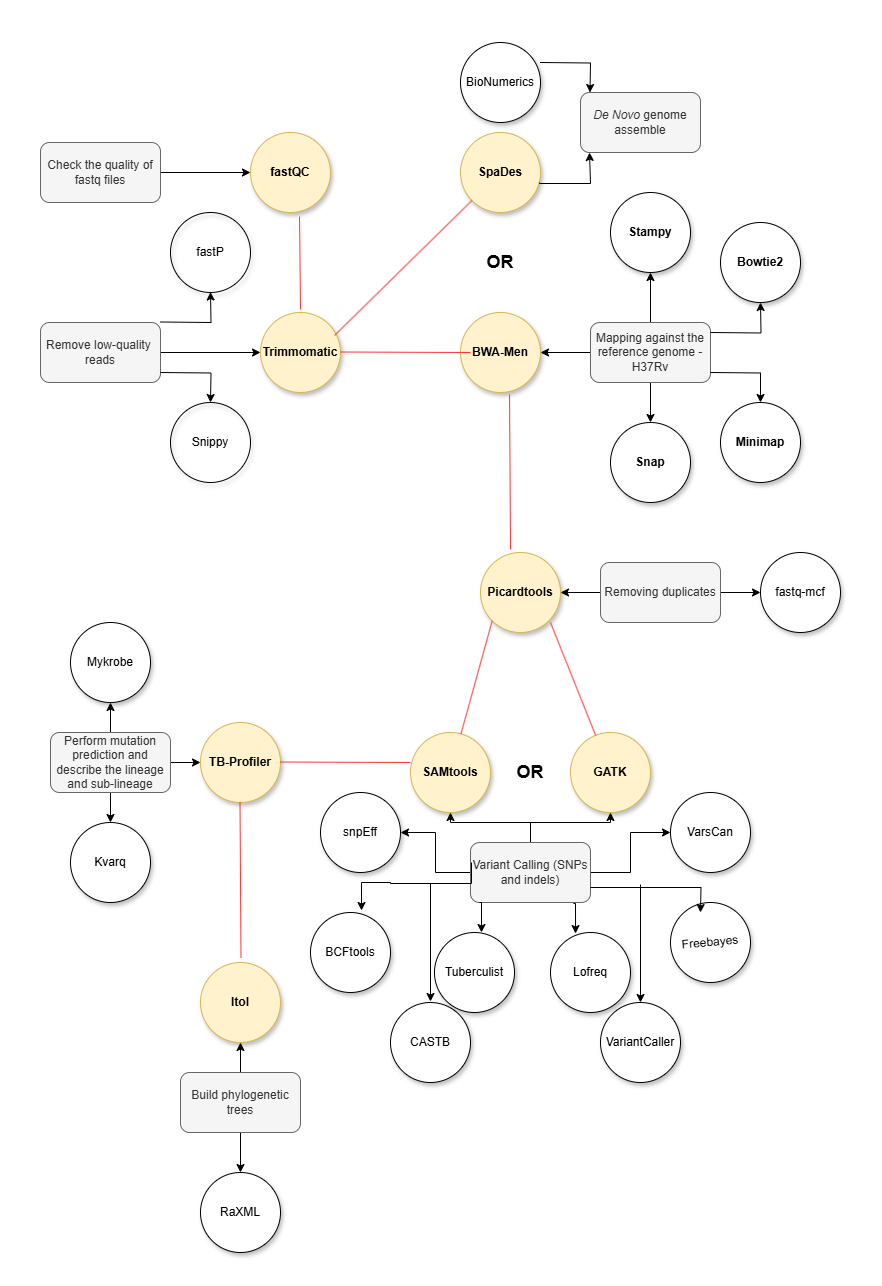 BioNumerics
De Novo genome
assemble
Check the quality of
fastq files
fastQC
SpaDes
fastP
Stampy
Bowtie2
OR
Remove low-quality
reads
Trimmomatic
BWA-Men
Mapping against the
reference genome -
H37Rv
Snippy
Snap
Minimap
Picardtools
Removing duplicates
fastq-mcf
Mykrobe
Perform mutation
prediction and
describe the lineage
and sub-lineage
TB-Profiler
SAMtools
OR
GATK
snpEff
VarsCan
Kvarq
Variant Calling (SNPs
and indels)
BCFtools
Tuberculist
Lofreq
Freebayes
Itol
CASTB
VariantCaller
Build phylogenetic
trees
RaXML